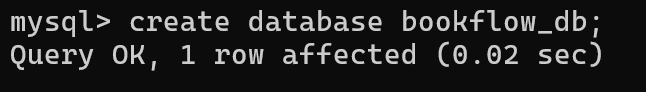 mysql> create database bookflow_db;
Query OK, 1 row affected (0.02 sec)